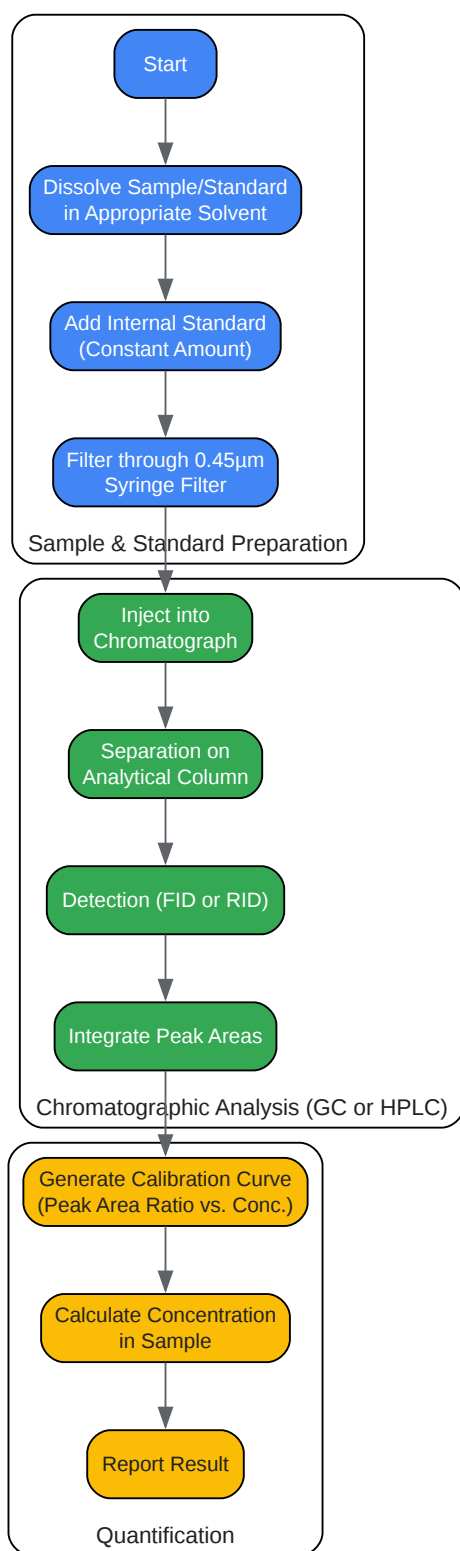 Start
Dissolve Sample/Standard
in Appropriate Solvent
Add Internal Standard
(Constant Amount)
Filter through 0.45µm
Syringe Filter
Sample & Standard Preparation
Inject into
Chromatograph
Separation on
Analytical Column
Detection (FID or RID)
Integrate Peak Areas
Chromatographic Analysis (GC or HPLC)
Generate Calibration Curve
(Peak Area Ratio vs. Conc.)
Calculate Concentration
in Sample
Report Result
Quantification